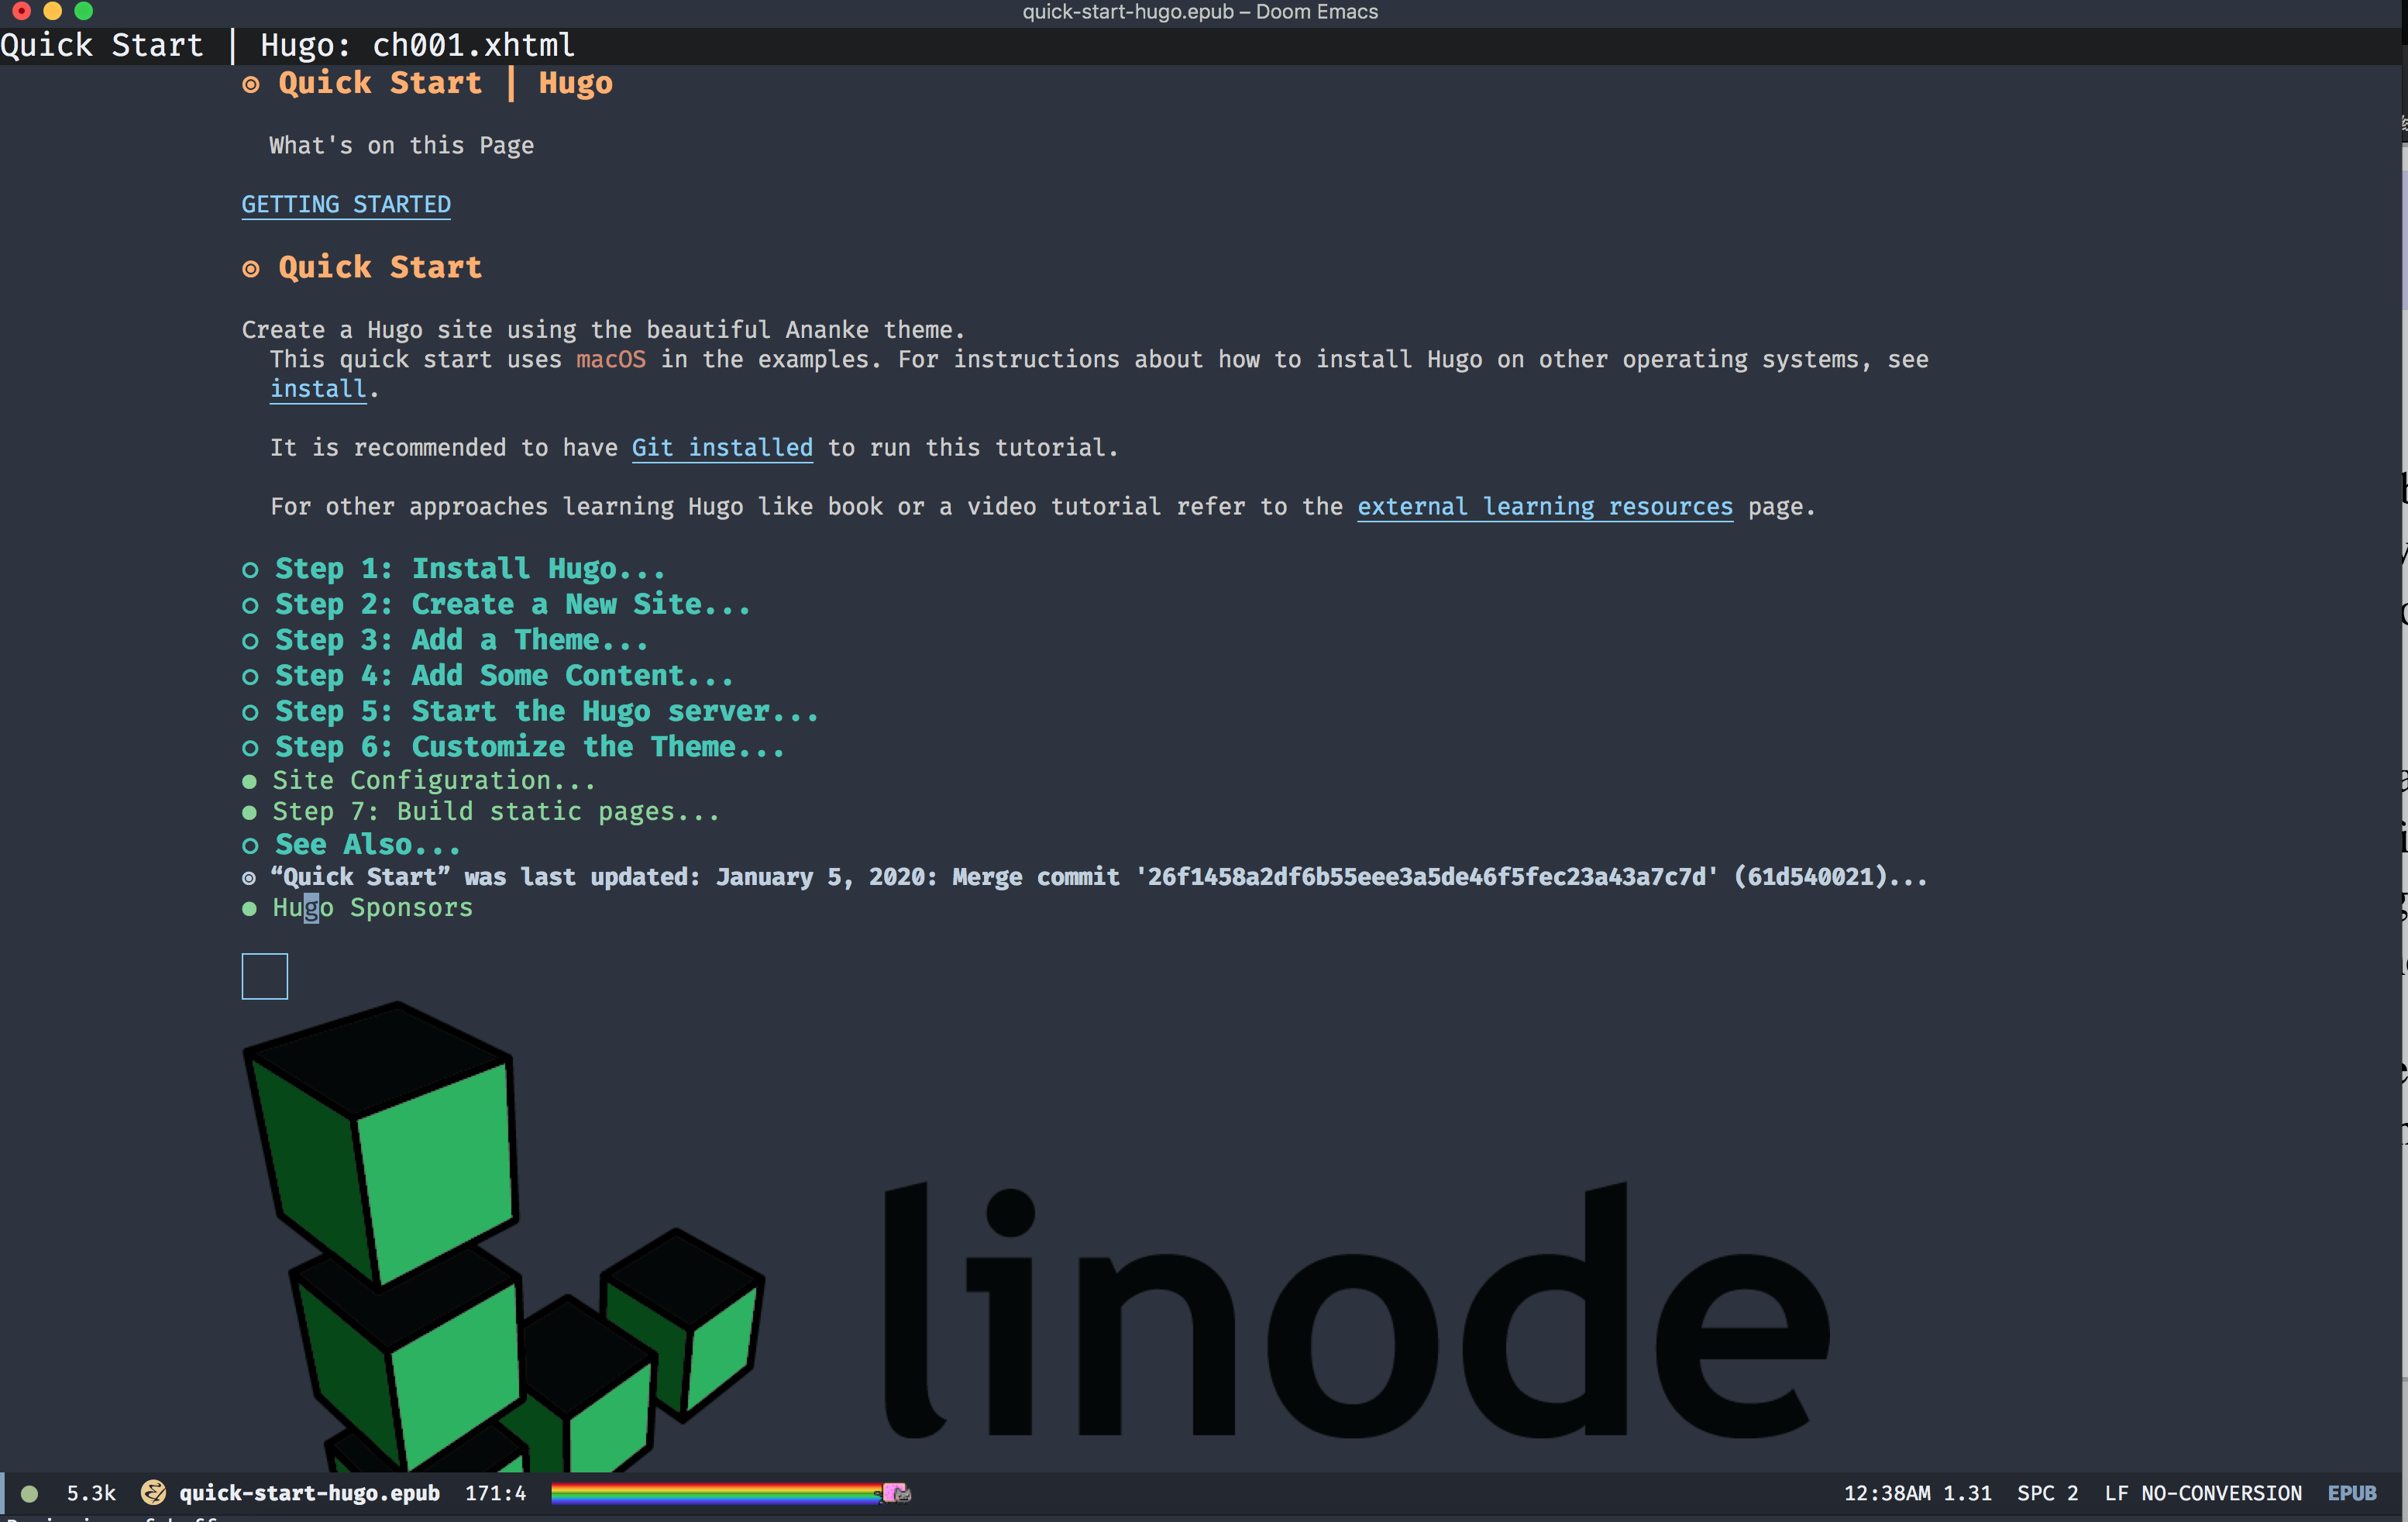 quick-start-hugo.epub – Doom Emacs
Quick Start | Hugo: ch001.xhtml
Quick Start | Hugo
What's on this Page
GETTING STARTED
Quick Start
Create a Hugo site using the beautiful Ananke theme.
This quick start uses macOS in the examples. For instructions about how to install Hugo on other operating systems, see
install.
It is recommended to have Git installed to run this tutorial.
For other approaches learning Hugo like book or a video tutorial refer to the external learning resources page.
Step 1: Install Hugo...
Step 2: Create a New Site...
Step 3: Add a Theme...
Step 4: Add Some Content...
Step 5: Start the Hugo server...
Step 6: Customize the Theme...
Site Configuration...
Step 7: Build static pages...
See Also...
“Quick Start” was last updated: January 5, 2020: Merge commit '26f1458a2df6b55eee3a5de46f5fec23a43a7c7d' (61d540021)...
Hugo Sponsors
linode
5.3k quick-start-hugo.epub 171:4 12:38AM 1.31 SPC 2 LF NO-CONVERSION EPUB